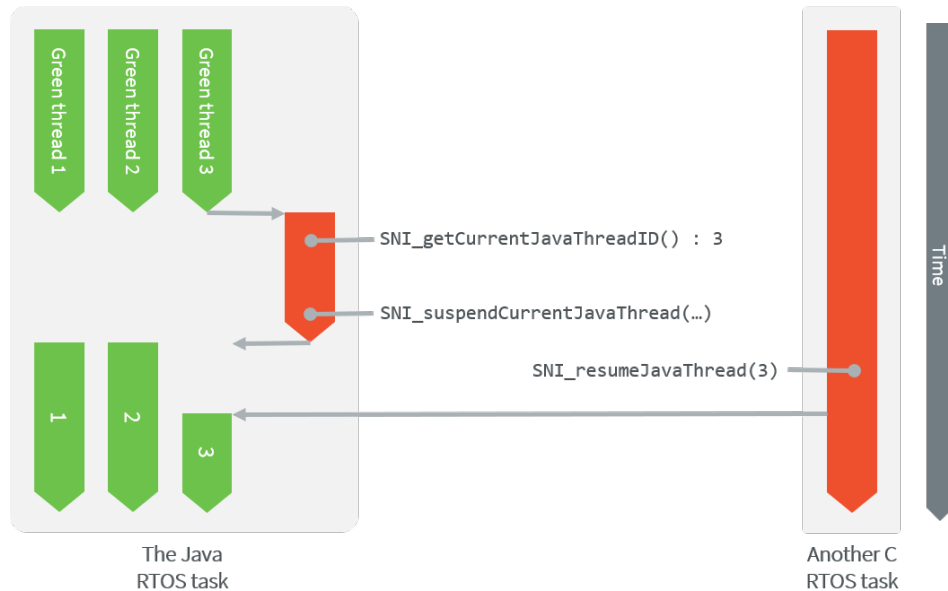 Green thread 1
Green thread 2
Green thread 3
SNI_getCurrentJavaThreadID() : 3
SNI_suspendCurrentJavaThread(…)
SNI_resumeJavaThread(3)
Time
1
2
3
The Java
RTOS task
Another C
RTOS task